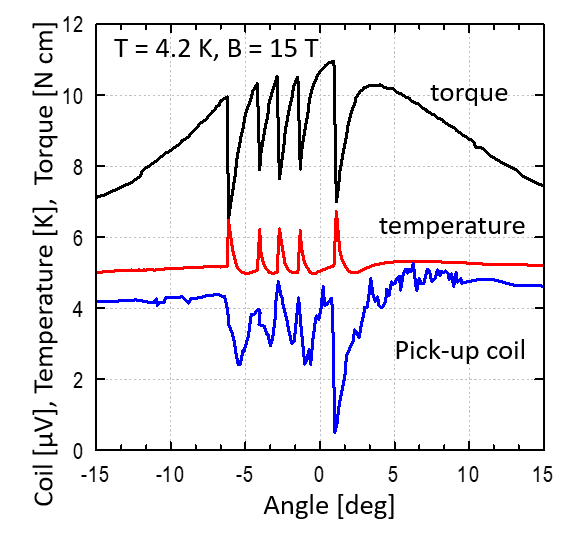 12
10
8
6
4
2
0
Coil [µV], Temperature [K], Torque [N cm]
T = 4.2 K, B = 15 T
torque
temperature
Pick-up coil
-15 -10 -5 0 5 10 15
Angle [deg]